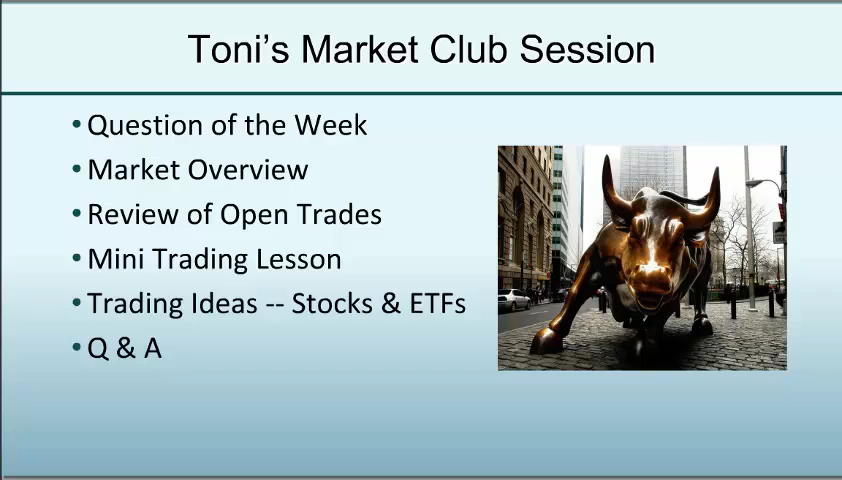 Toni’s Market Club Session
• Question of the Week
• Market Overview
• Review of Open Trades
• Mini Trading Lesson
• Trading Ideas -- Stocks & ETFs
• Q & A